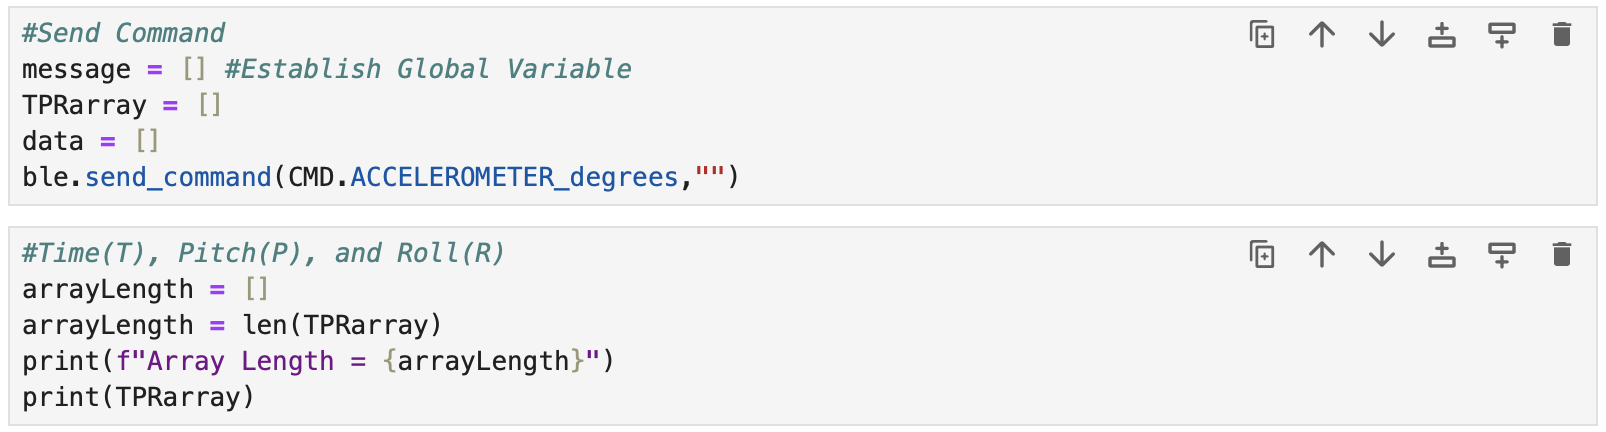 #Send Command
message = [] #Establish Global Variable
TPRarray = []
data = []
ble.send_command(CMD.ACCELEROMETER_degrees,"")
#Time(T), Pitch(P), and Roll(R)
arrayLength = []
arrayLength = len(TPRarray)
print(f"Array Length = {arrayLength}")
print(TPRarray)